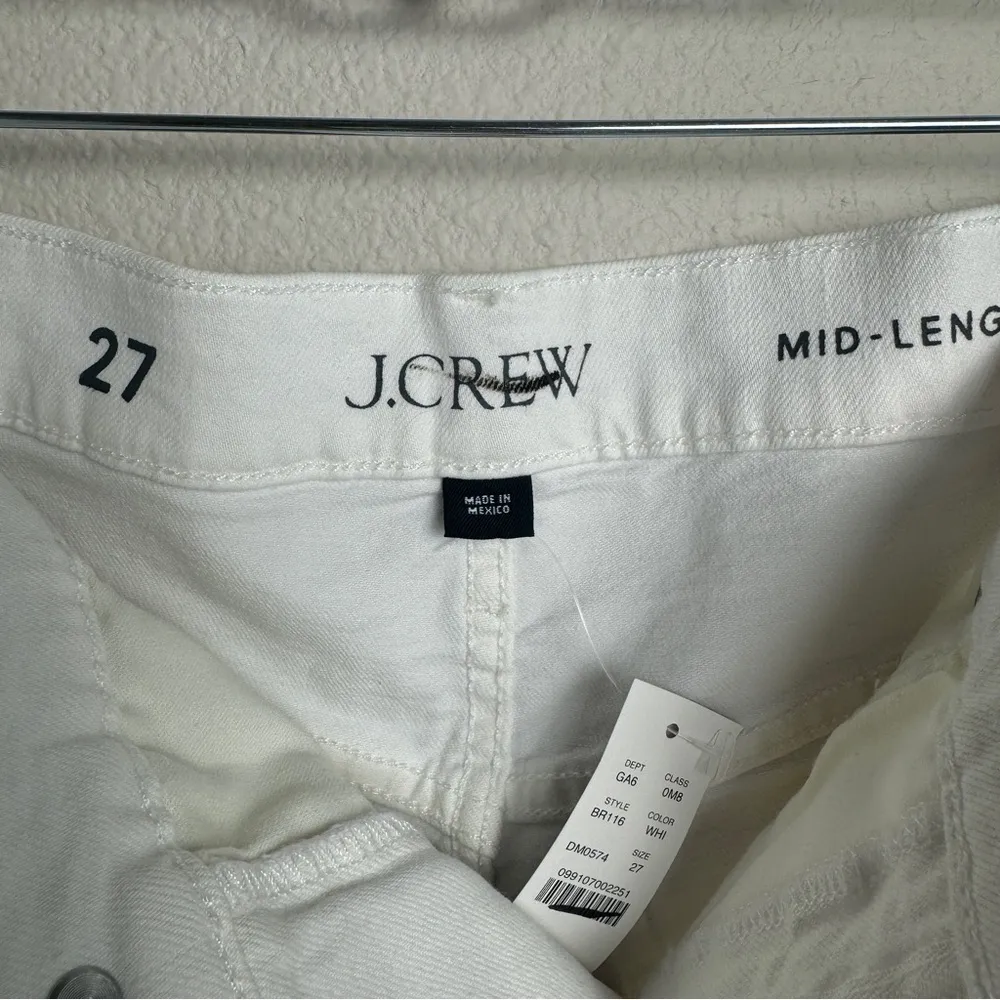 27
J.CREW
MID-LENG
MADE IN
MEXICO
DEPT CLASS
GA6 0M8
STYLE COLOR
BR116 WHI
DM0574 SIZE
27
099107002251